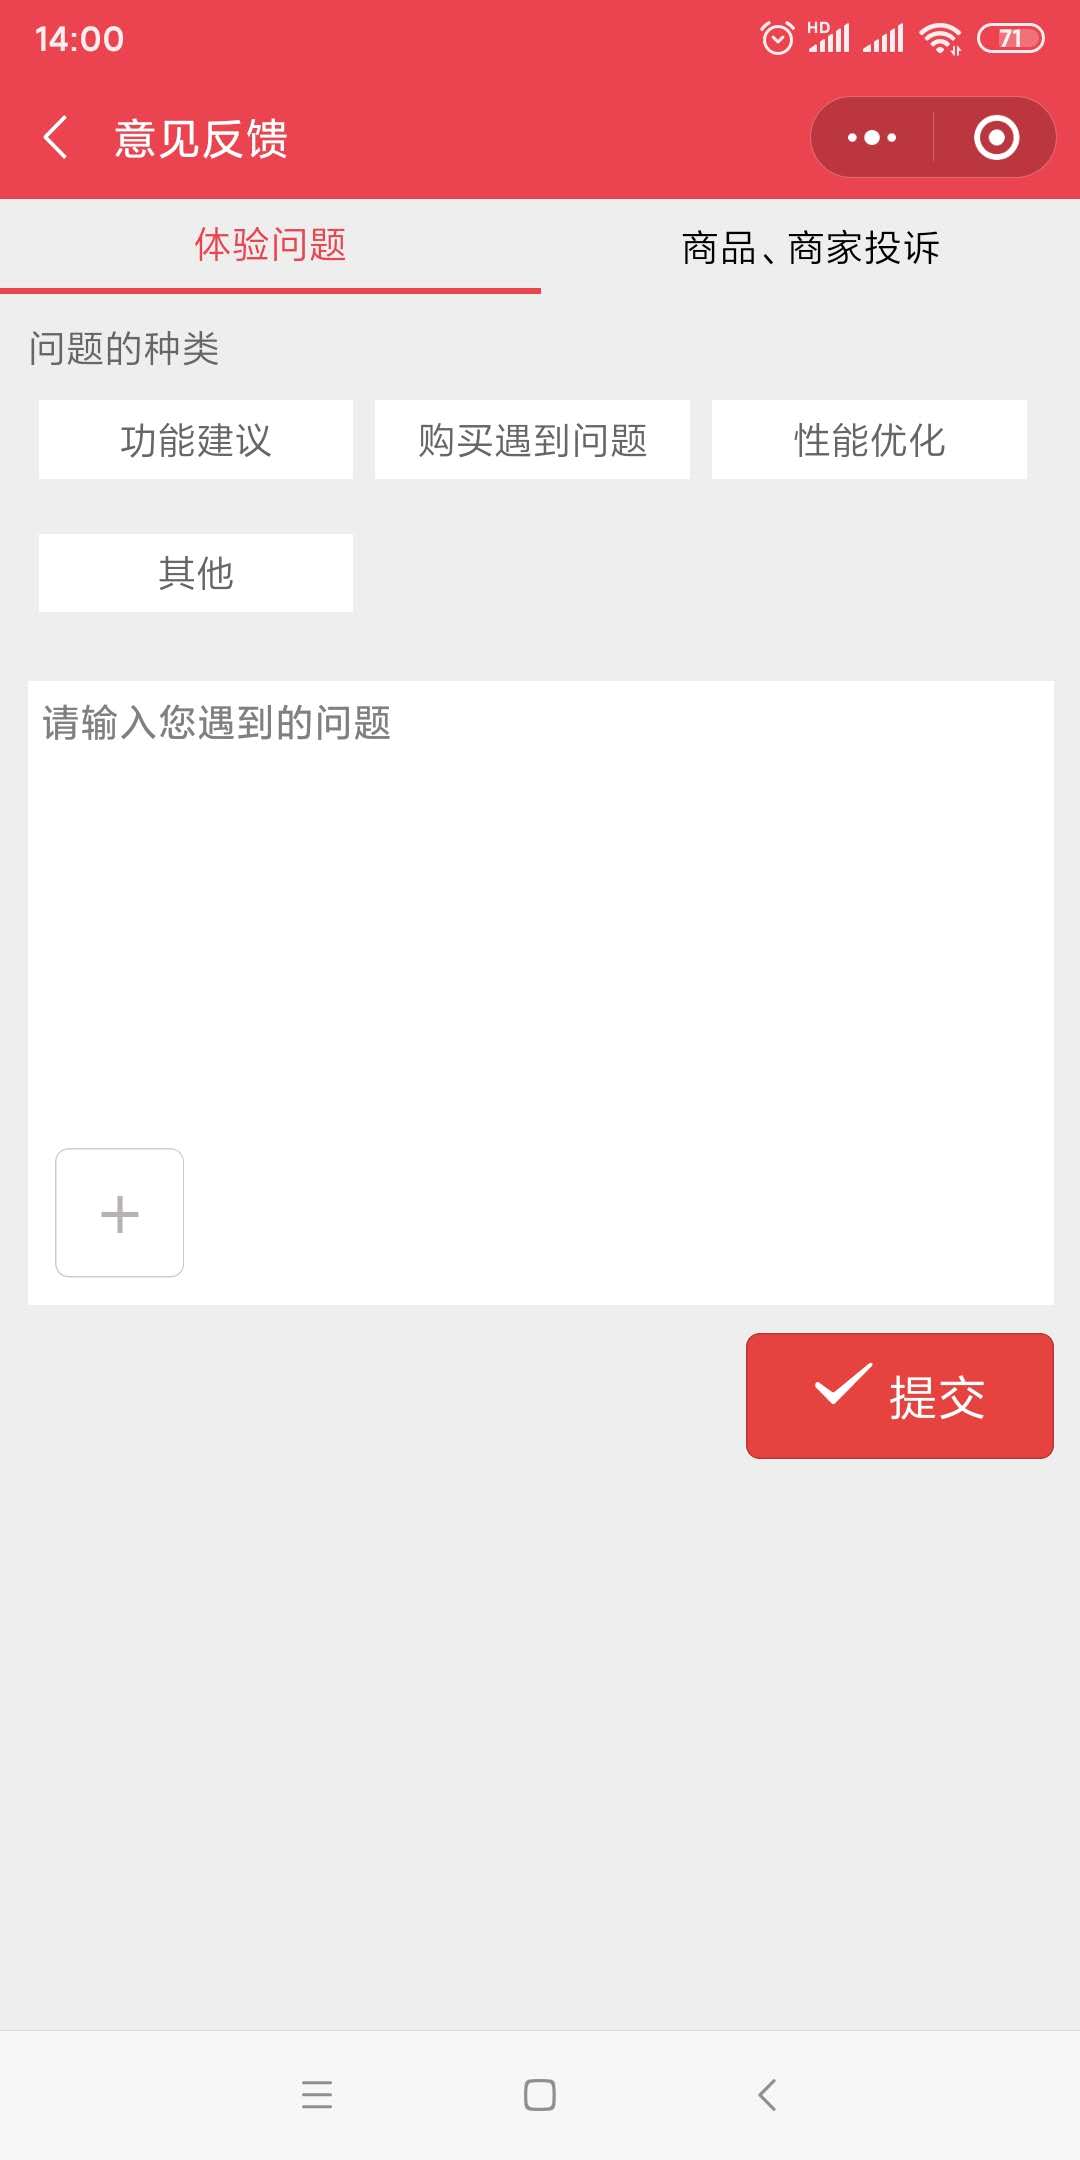 14:00 HD 71
意见反馈
体验问题 商品、商家投诉
问题的种类
功能建议 购买遇到问题 性能优化
其他
请输入您遇到的问题
提交